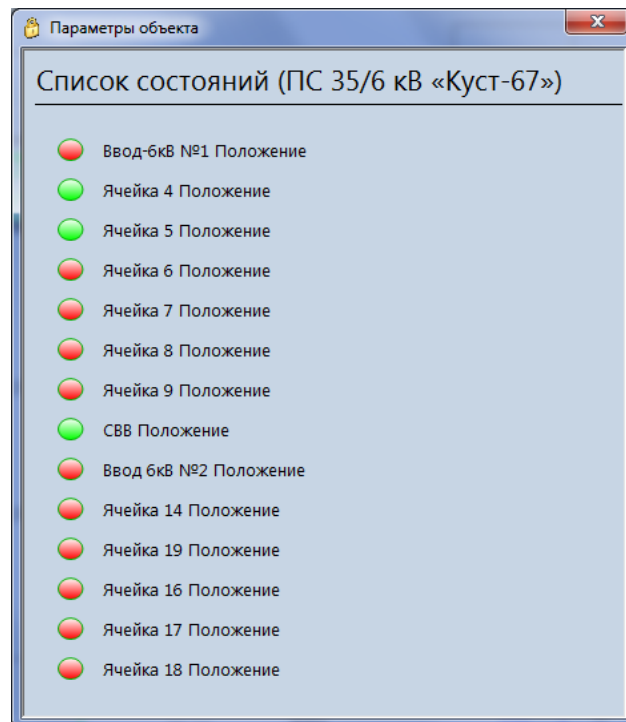 Параметры объекта
Список состояний (ПС 35/6 кВ «Куст-67»)
Ввод-6кВ №1 Положение
Ячейка 4 Положение
Ячейка 5 Положение
Ячейка 6 Положение
Ячейка 7 Положение
Ячейка 8 Положение
Ячейка 9 Положение
СВВ Положение
Ввод 6кВ №2 Положение
Ячейка 14 Положение
Ячейка 19 Положение
Ячейка 16 Положение
Ячейка 17 Положение
Ячейка 18 Положение